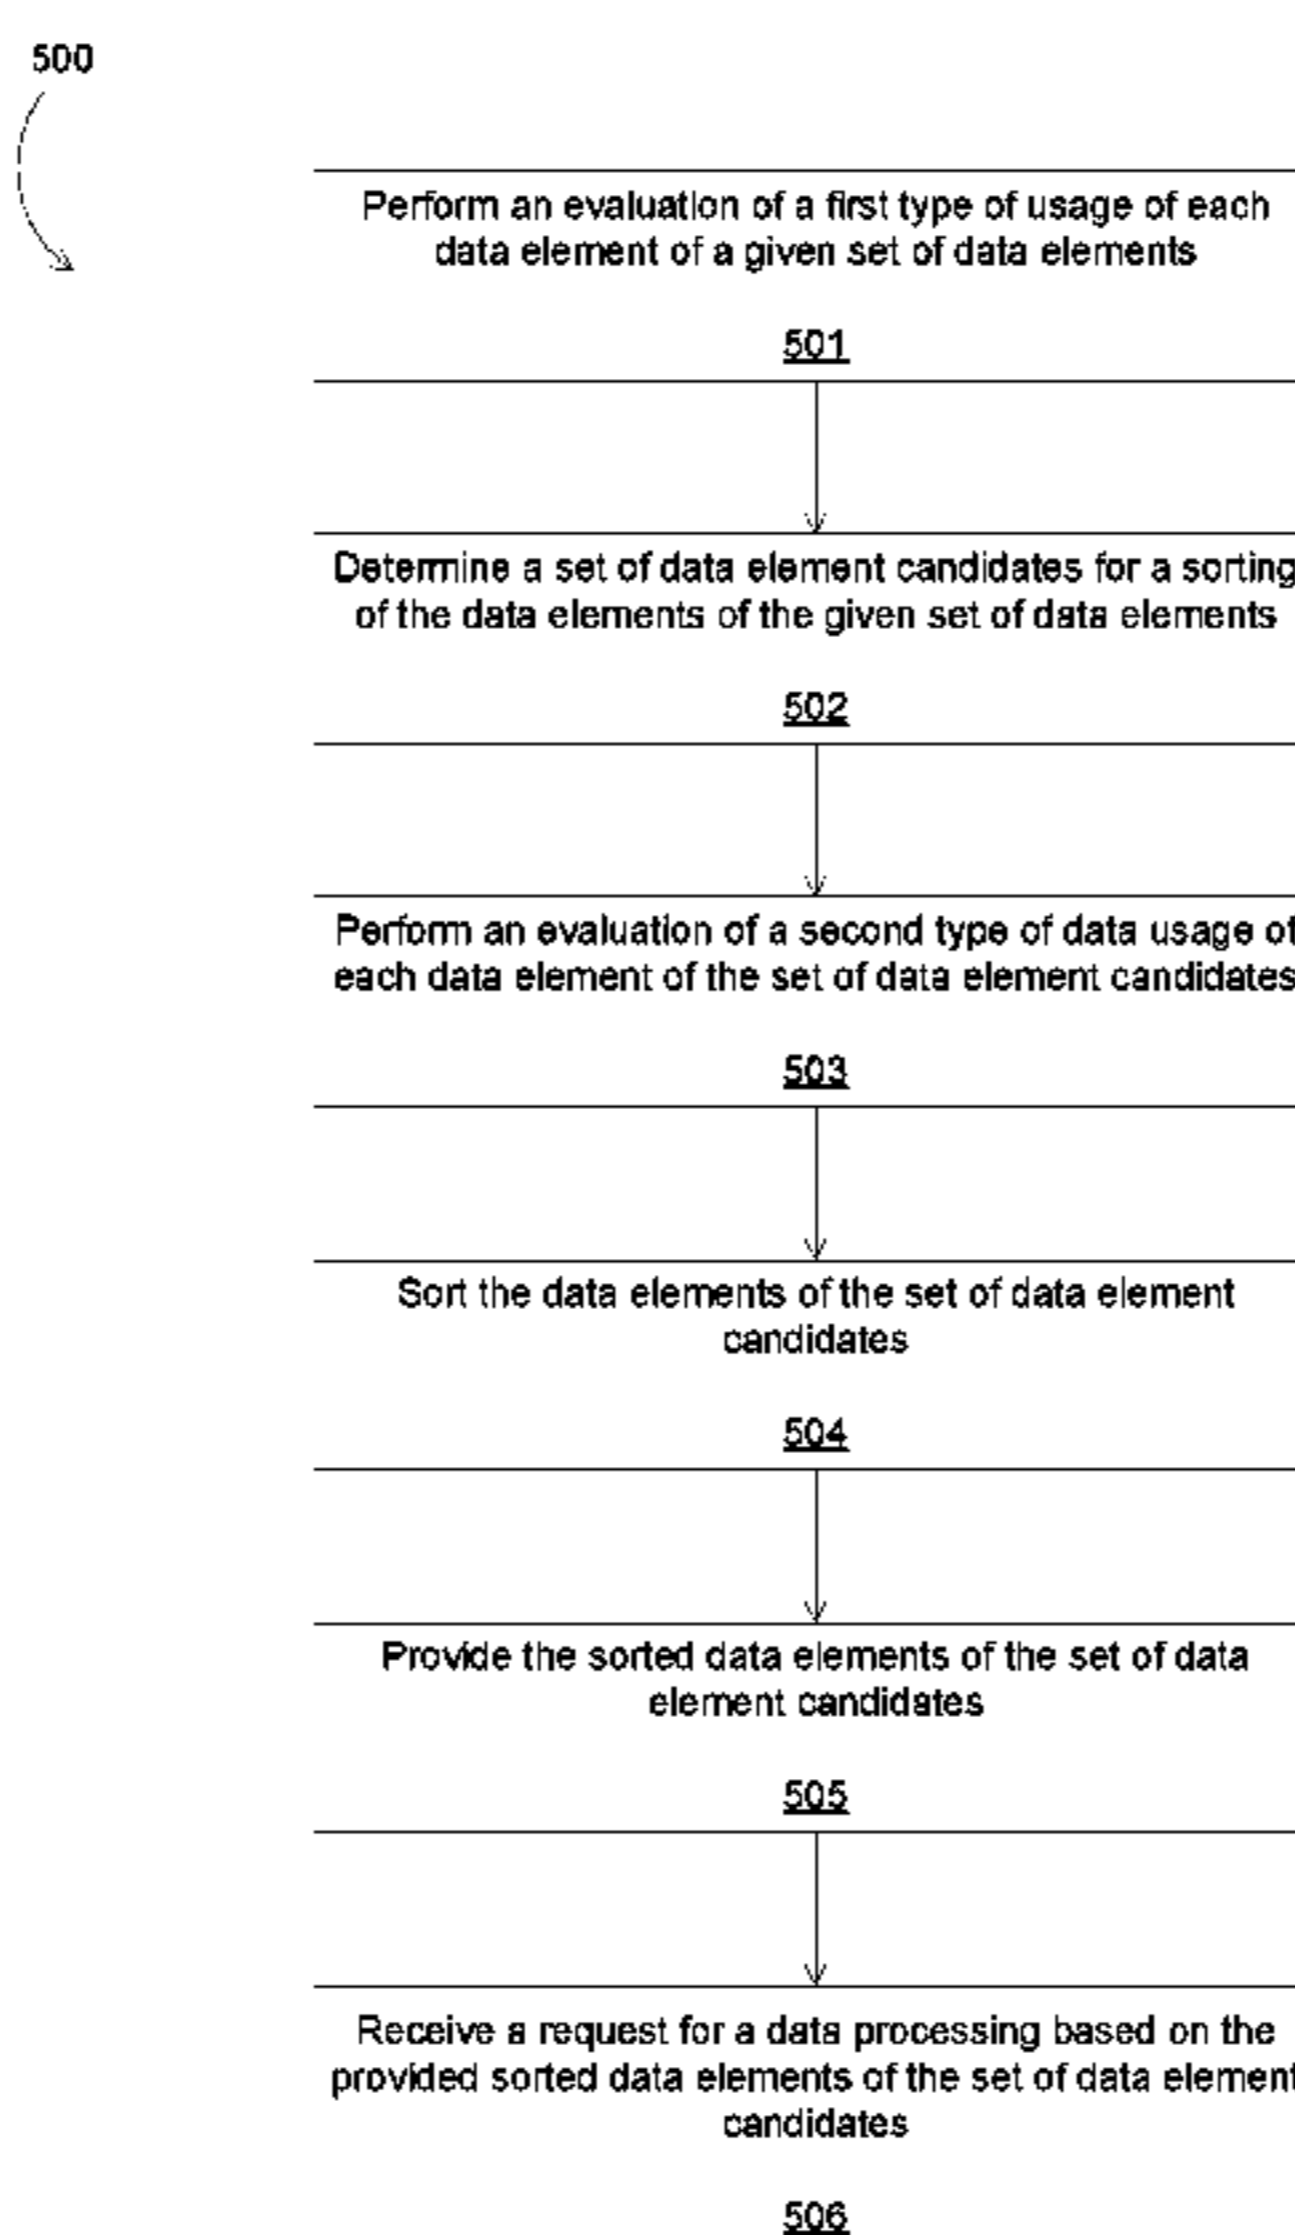 500
Perform an evaluation of a first type of usage of each
data element of a given set of data elements
501
Determine a set of data element candidates for a sorting
of the data elements of the given set of data elements
502
Perform an evaluation of a second type of data usage of
each data element of the set of data element candidates
503
Sort the data elements of the set of data element
candidates
504
Provide the sorted data elements of the set of data
element candidates
505
Receive a request for a data processing based on the
provided sorted data elements of the set of data element
candidates
506